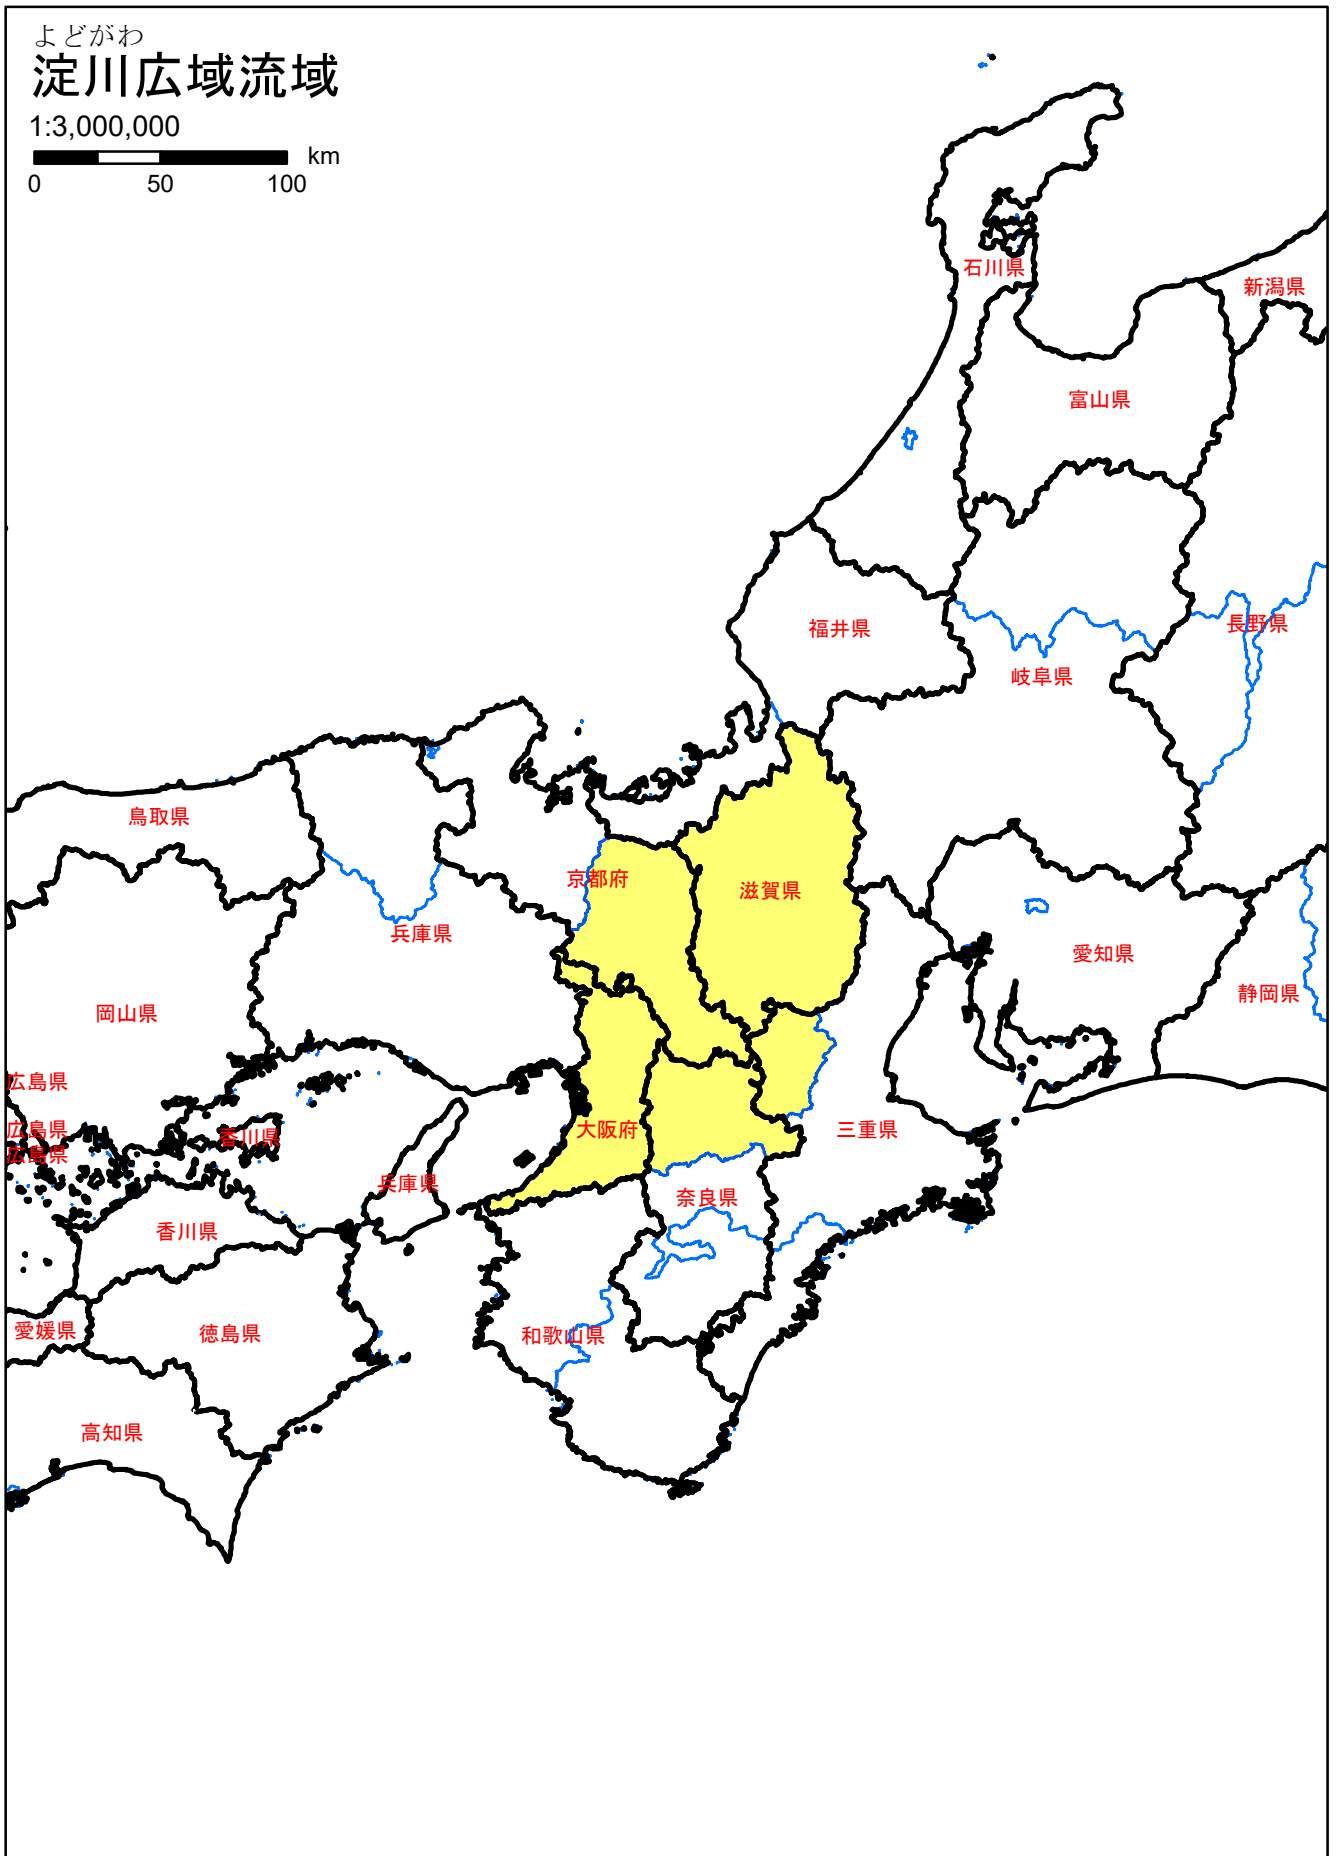 よどがわ
淀川広域流域
1:3,000,000
km
0 50 100
石川県
新潟県
富山県
福井県
長野県
岐阜県
鳥取県
京都府
滋賀県
兵庫県
愛知県
静岡県
岡山県
広島県
広島県
広島県
香川県
大阪府
三重県
兵庫県
奈良県
香川県
愛媛県
徳島県
和歌山県
高知県